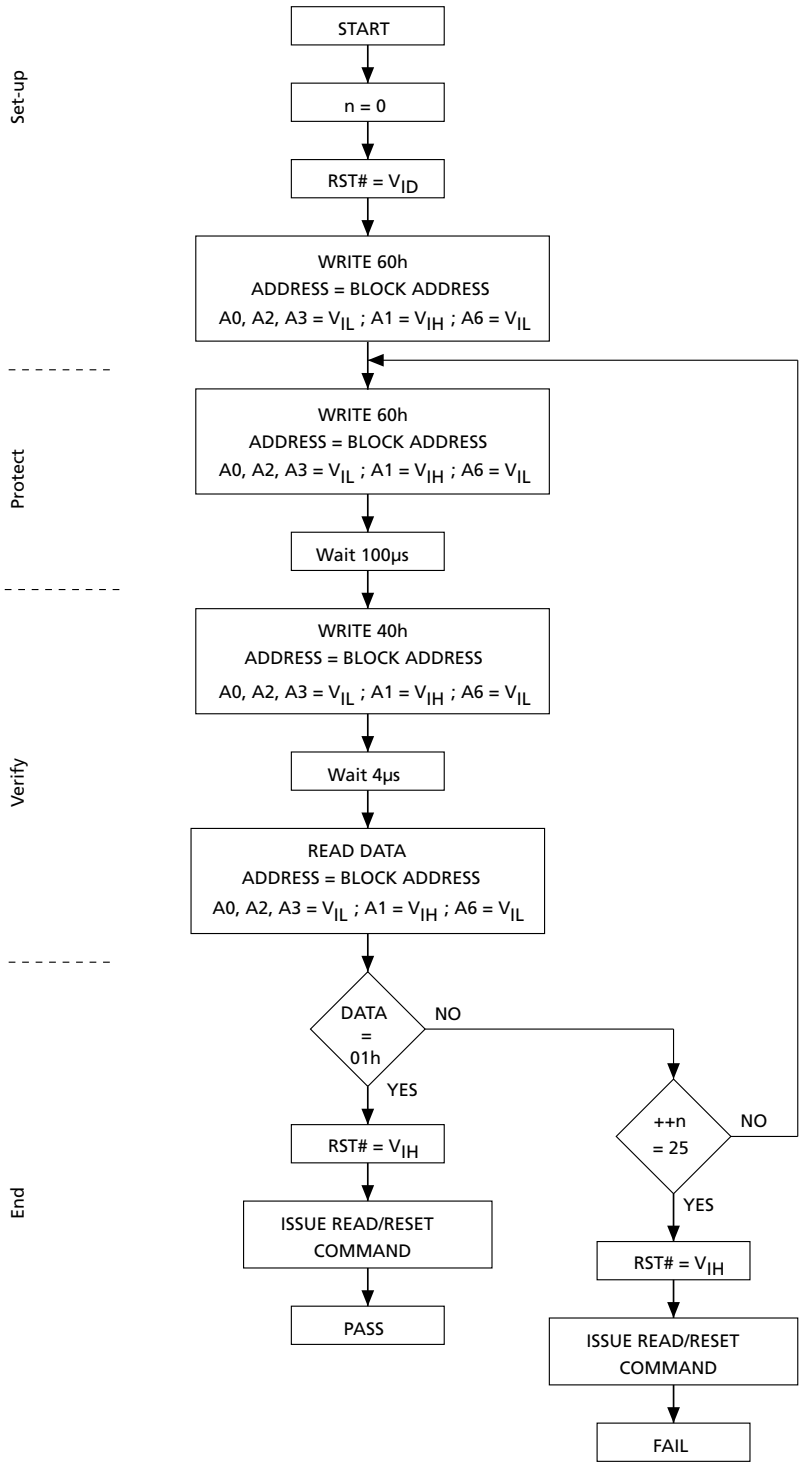 Set-up
START
n = 0
RST# = VID
WRITE 60h
ADDRESS = BLOCK ADDRESS
A0, A2, A3 = VIL ; A1 = VIH ; A6 = VIL
Protect
WRITE 60h
ADDRESS = BLOCK ADDRESS
A0, A2, A3 = VIL ; A1 = VIH ; A6 = VIL
Wait 100µs
Verify
WRITE 40h
ADDRESS = BLOCK ADDRESS
A0, A2, A3 = VIL ; A1 = VIH ; A6 = VIL
Wait 4µs
READ DATA
ADDRESS = BLOCK ADDRESS
A0, A2, A3 = VIL ; A1 = VIH ; A6 = VIL
End
DATA
=
01h
NO
YES
RST# = VIH
ISSUE READ/RESET
COMMAND
PASS
++n
= 25
NO
YES
RST# = VIH
ISSUE READ/RESET
COMMAND
FAIL